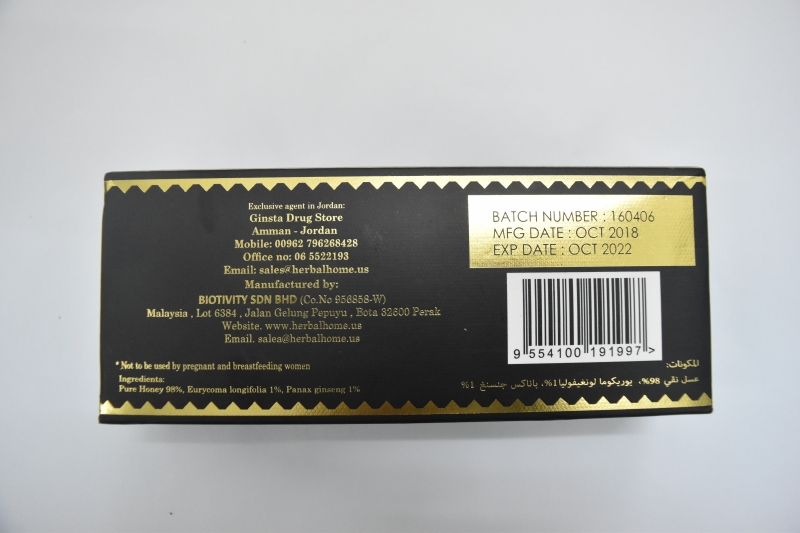 Exclusive agent in Jordan:
Ginsta Drug Store
Amman - Jordan
Mobile: 00962 796268428
Office no: 06 5522193
Email: sales@herbalhome.us
Manufactured by:
BIOTIVITY SDN BHD (Co.No 956858-W)
Malaysia , Lot 6384 , Jalan Gelung Pepuyu , Bota 32600 Perak
Website. www.herbalhome.us
Email. salea@herbalhome.us
* Not to be used by pregnant and breastfeeding women
Ingredients:
Pure Honey 98%, Eurycoma longifolia 1%, Panax ginseng 1%
BATCH NUMBER : 160406
MFG DATE : OCT 2018
EXP DATE : OCT 2022
9 554100 191997 >
المكونات:
عسل نقي 98%، يوريكوما لونغيفوليا 1%، باناكس جنسنغ 1%